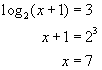 log₂(x + 1) = 3
x + 1 = 2³
x = 7